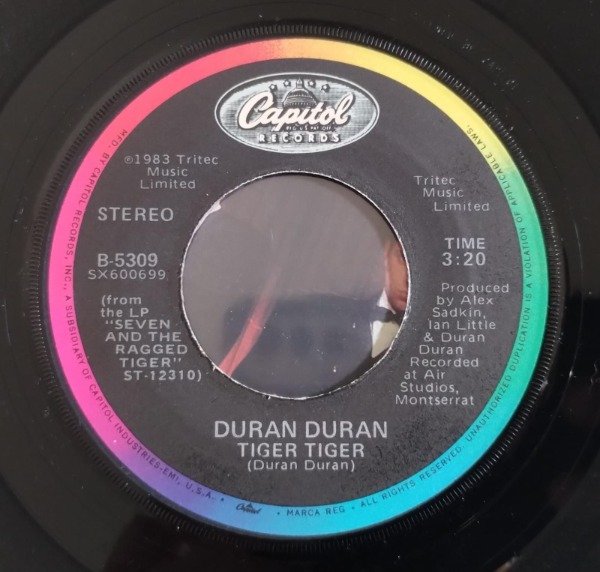 Capitol
REG. U.S. PAT. OFF.
RECORDS
©1983 Tritec
Music
Limited
STEREO
B-5309
SX600699
(from
the LP
"SEVEN
AND THE
RAGGED
TIGER"
ST-12310)
Tritec
Music
Limited
TIME
3:20
Produced
by Alex
Sadkin,
Ian Little
& Duran
Duran
Recorded
at Air
Studios,
Montserrat
DURAN DURAN
TIGER TIGER
(Duran Duran)
MFD. BY CAPITOL RECORDS, INC., A SUBSIDIARY OF CAPITOL INDUSTRIES-EMI, U.S.A. • Capitol • MARCA REG. • ALL RIGHTS RESERVED. UNAUTHORIZED DUPLICATION IS A VIOLATION OF APPLICABLE LAWS.